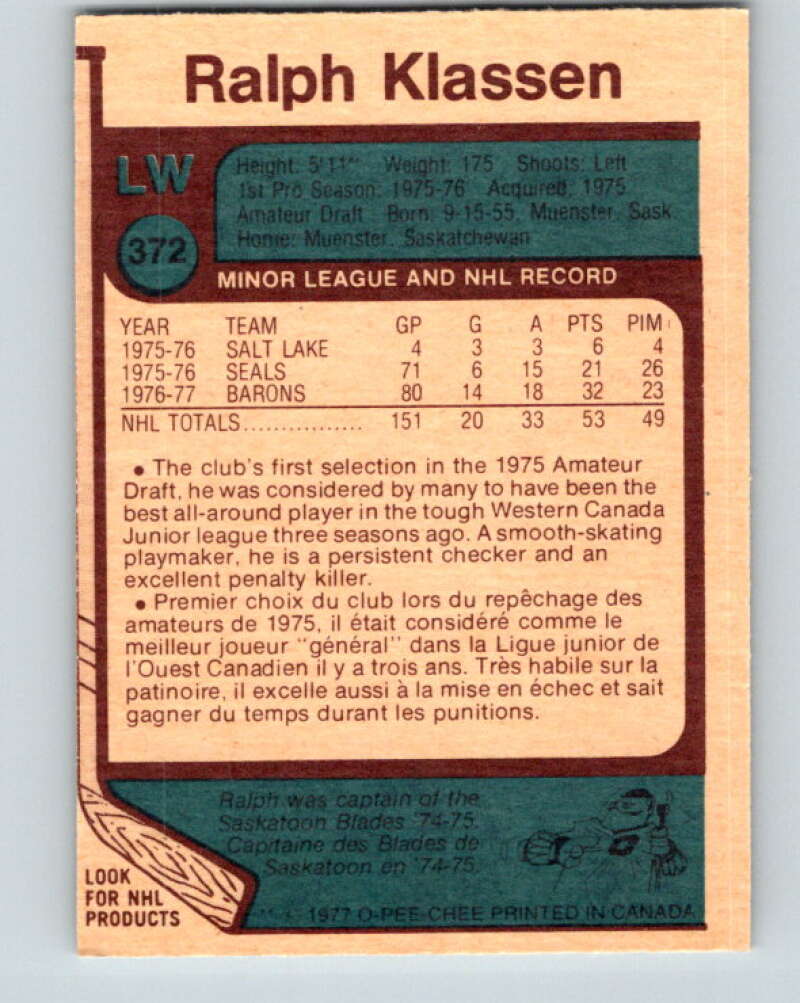 Ralph Klassen
LW
372
Height: 5'11" Weight: 175 Shoots: Left
1st Pro Season: 1975-76 Acquired: 1975
Amateur Draft Born: 9-15-55, Muenster, Sask
Home: Muenster, Saskatchewan
MINOR LEAGUE AND NHL RECORD
YEAR TEAM GP G A PTS PIM
1975-76 SALT LAKE 4 3 3 6 4
1975-76 SEALS 71 6 15 21 26
1976-77 BARONS 80 14 18 32 23
NHL TOTALS................ 151 20 33 53 49
• The club's first selection in the 1975 Amateur
Draft, he was considered by many to have been the
best all-around player in the tough Western Canada
Junior league three seasons ago. A smooth-skating
playmaker, he is a persistent checker and an
excellent penalty killer.
• Premier choix du club lors du repêchage des
amateurs de 1975, il était considéré comme le
meilleur joueur "général" dans la Ligue junior de
l'Ouest Canadien il y a trois ans. Très habile sur la
patinoire, il excelle aussi à la mise en échec et sait
gagner du temps durant les punitions.
Ralph was captain of the
Saskatoon Blades '74-75.
Capitaine des Blades de
Saskatoon en '74-75.
LOOK
FOR NHL
PRODUCTS
1977 O-PEE-CHEE PRINTED IN CANADA